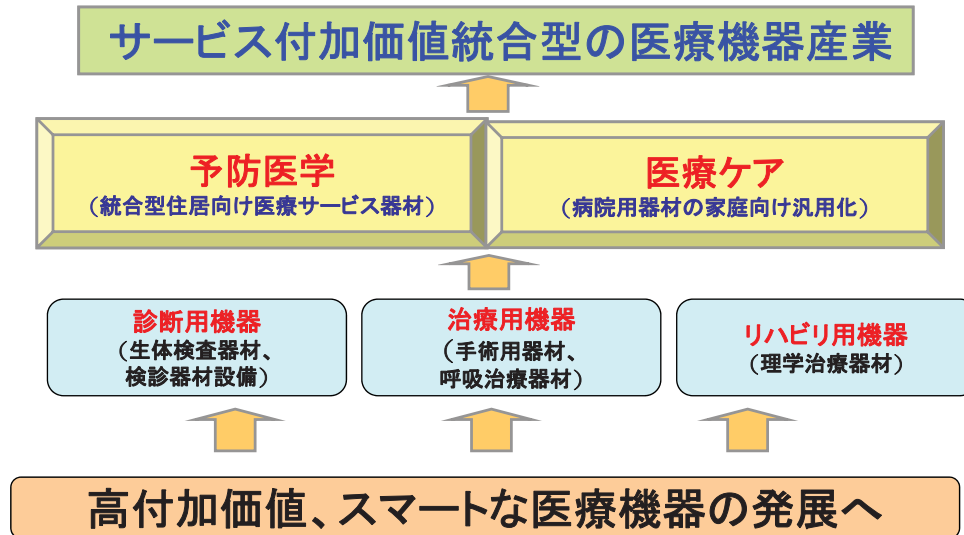 サービス付加価値統合型の医療機器産業
予防医学
（統合型住居向け医療サービス器材）
医療ケア
（病院用器材の家庭向け汎用化）
診断用機器
（生体検査器材、
検診器材設備）
治療用機器
（手術用器材、
呼吸治療器材）
リハビリ用機器
（理学治療器材）
高付加価値、スマートな医療機器の発展へ